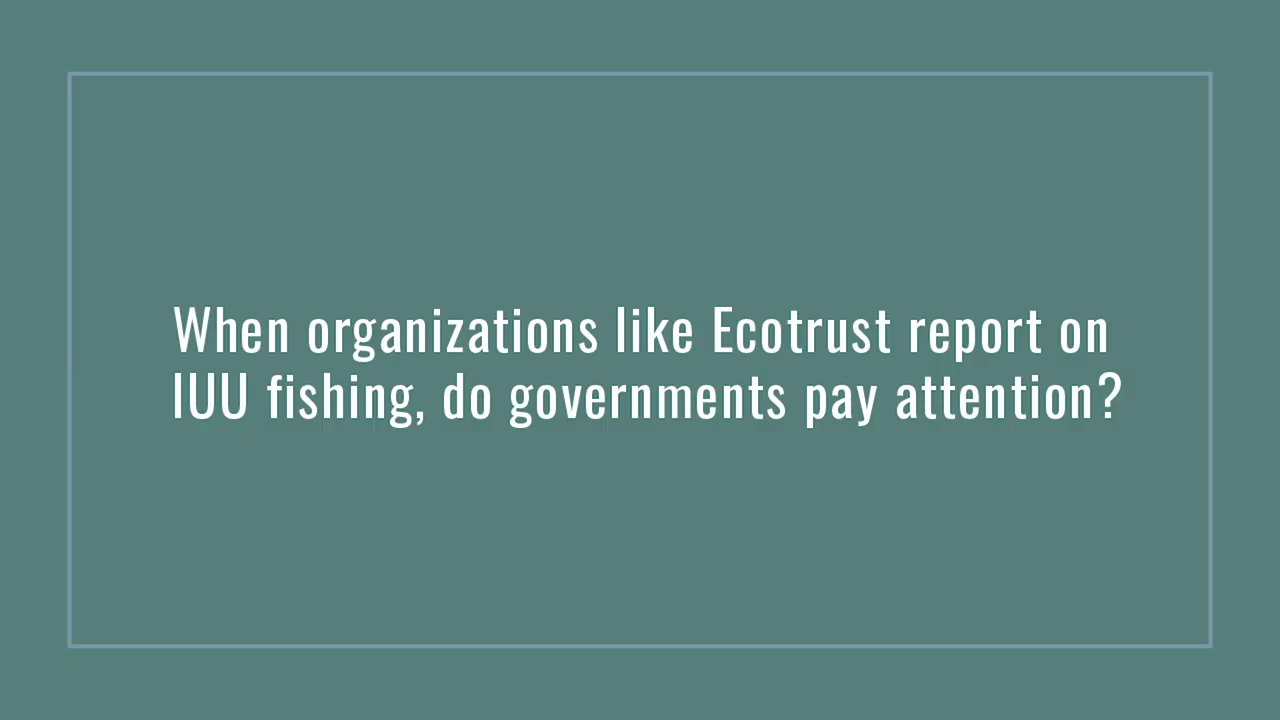 When organizations like Ecotrust report on
IUU fishing, do governments pay attention?